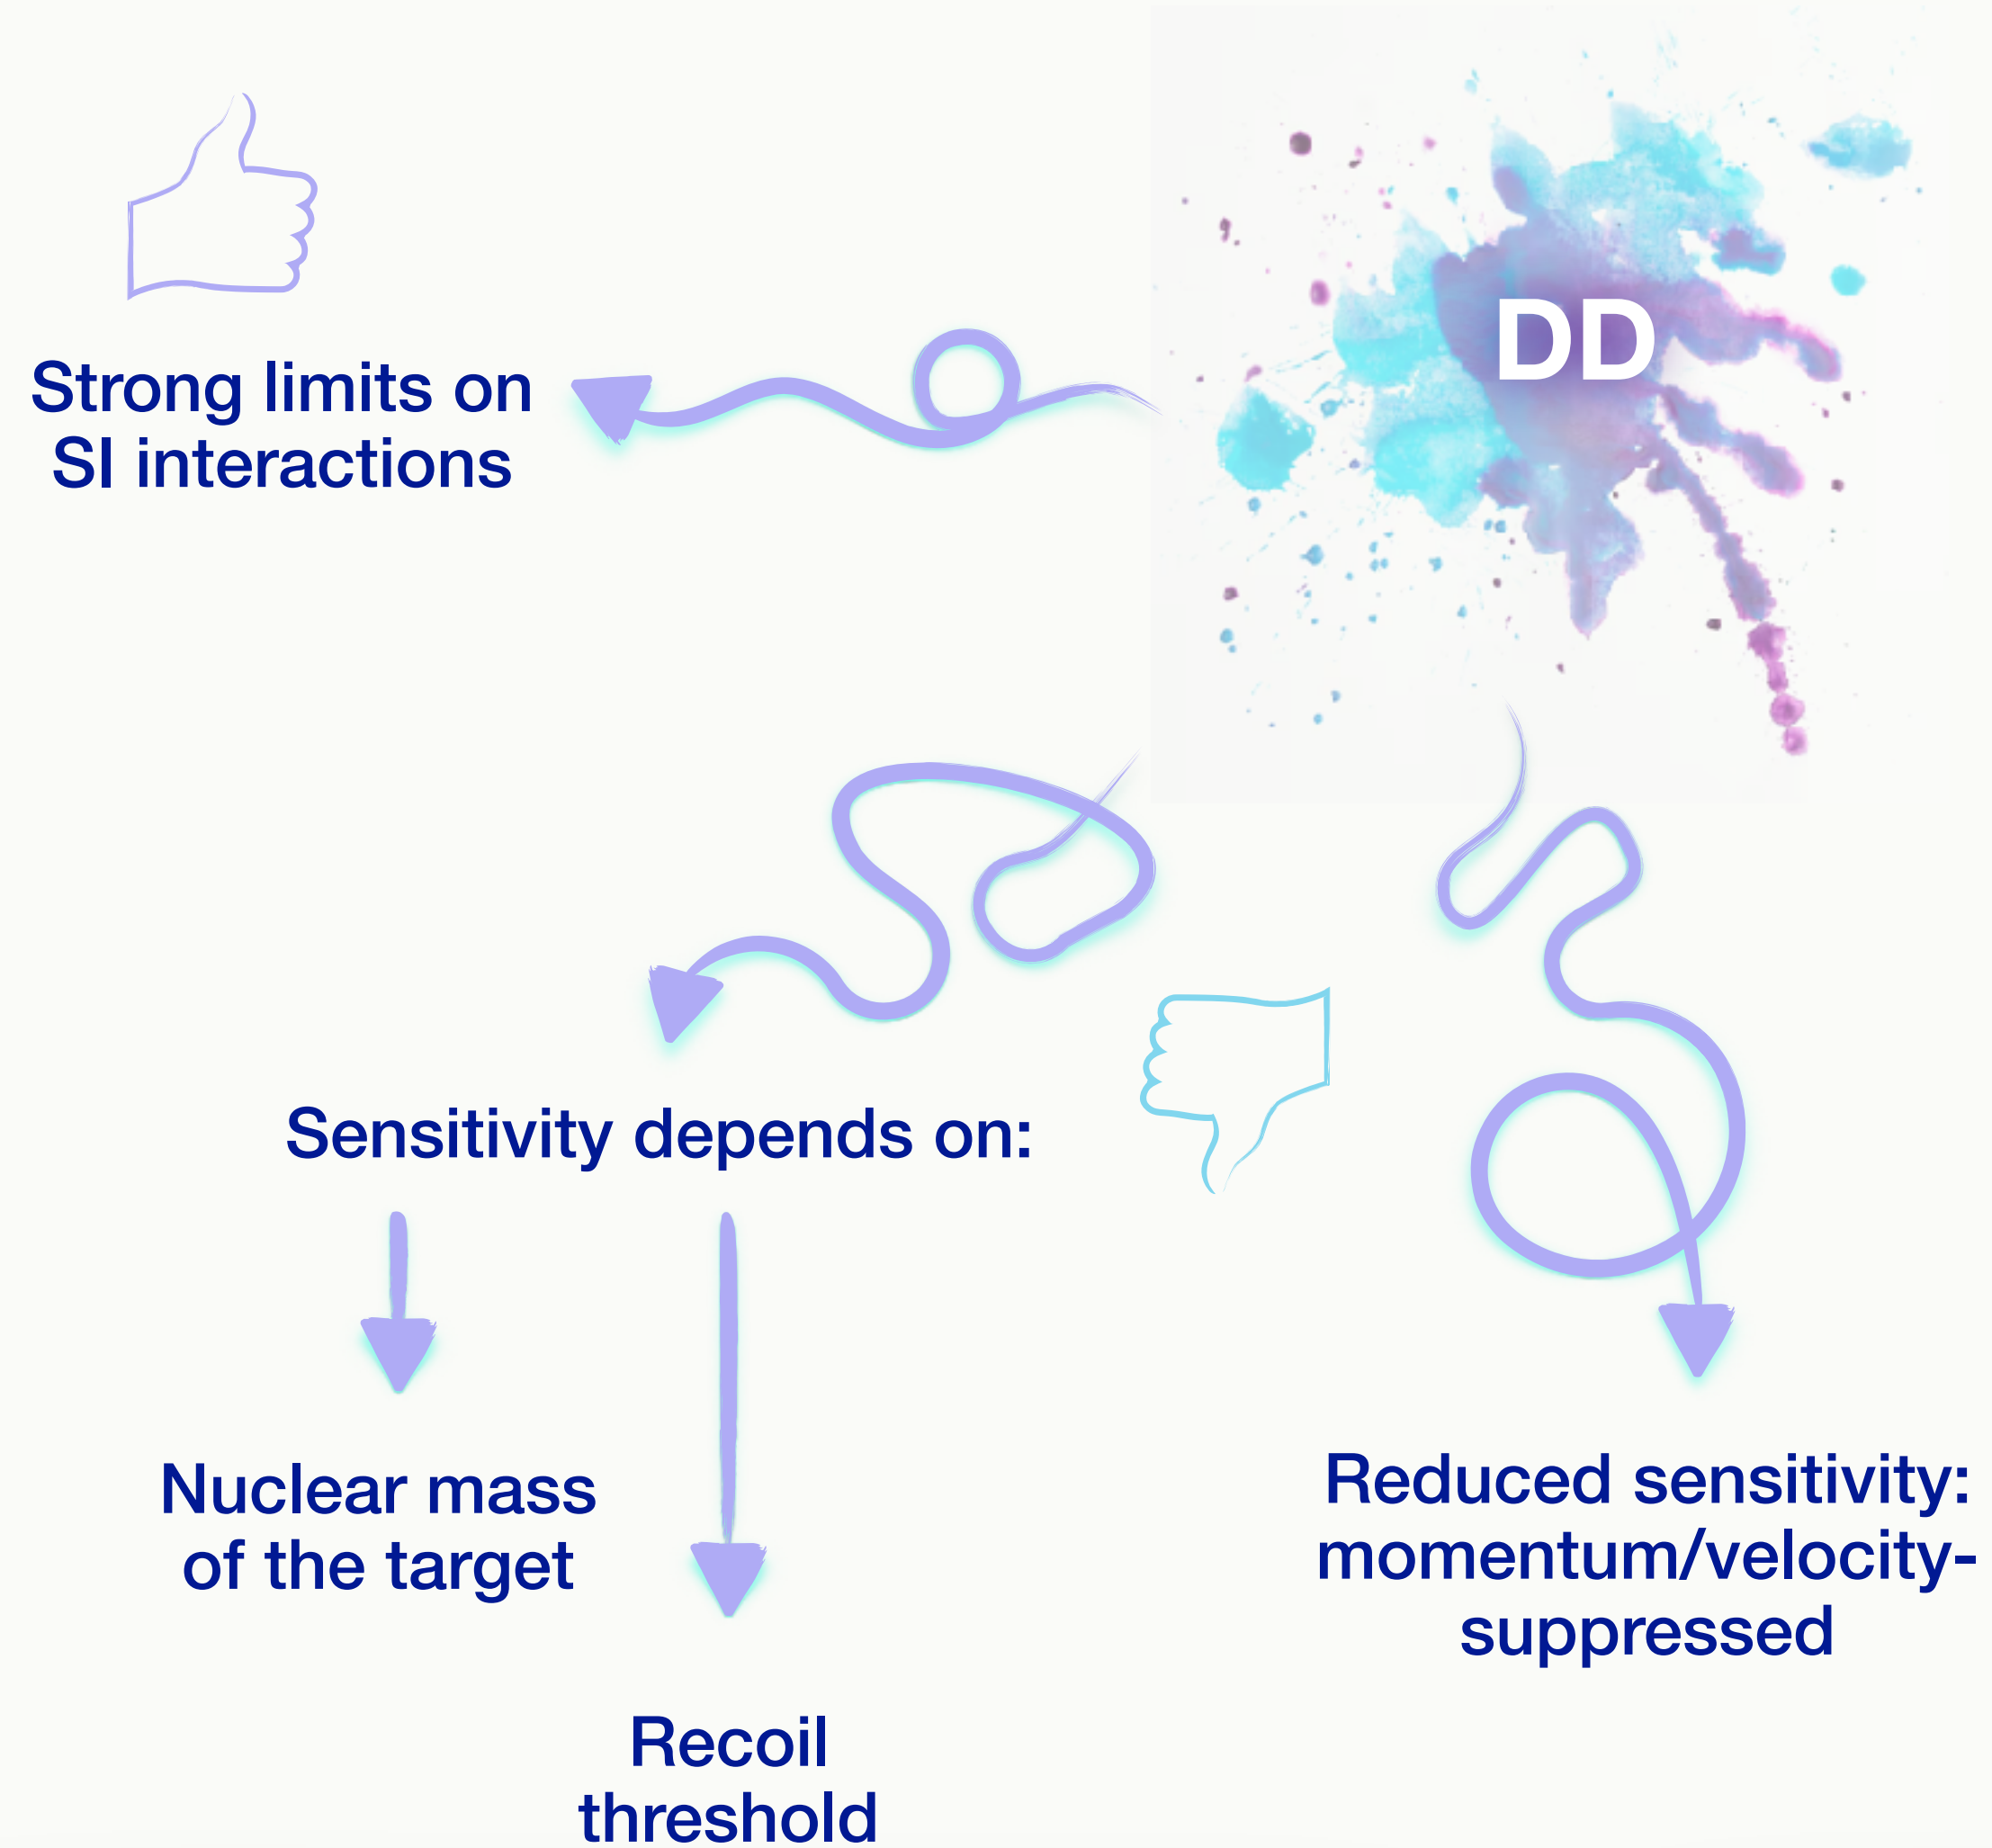 DD
Strong limits on
SI interactions
Sensitivity depends on:
Nuclear mass
of the target
Recoil
threshold
Reduced sensitivity:
momentum/velocity-
suppressed